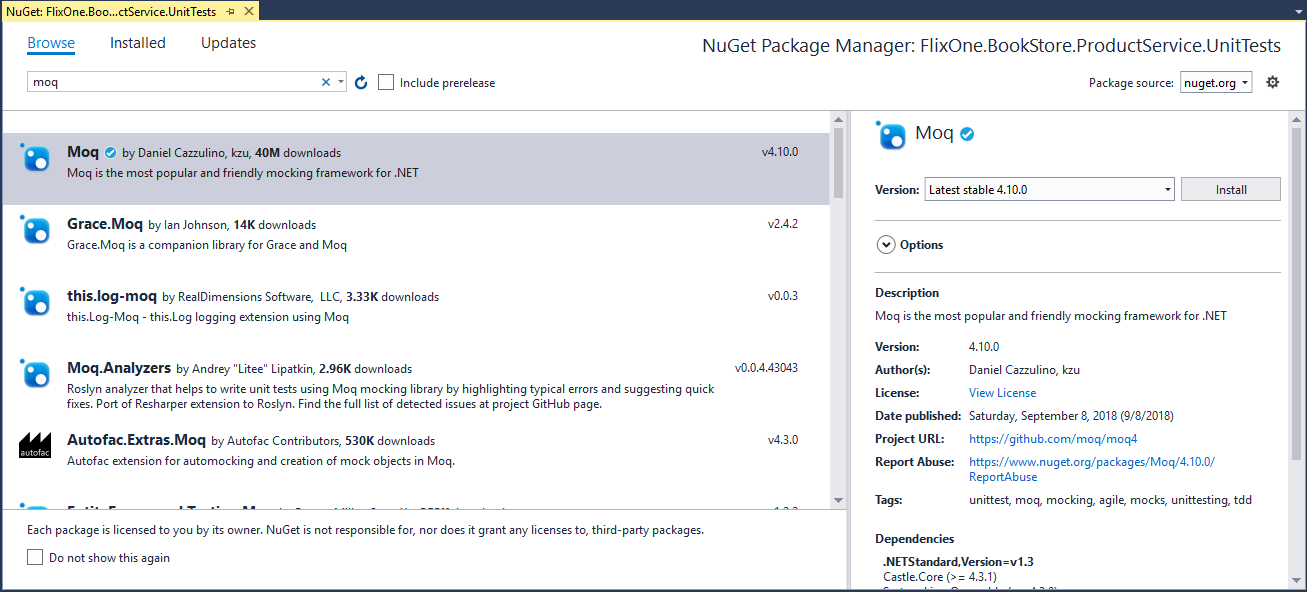 NuGet: FlixOne.Boo...ctService.UnitTests
Browse Installed Updates
NuGet Package Manager: FlixOne.BookStore.ProductService.UnitTests
moq
Include prerelease
Package source: nuget.org
Moq by Daniel Cazzulino, kzu, 40M downloads
v4.10.0
Moq is the most popular and friendly mocking framework for .NET
Grace.Moq by Ian Johnson, 14K downloads
v2.4.2
Grace.Moq is a companion library for Grace and Moq
this.log-moq by RealDimensions Software, LLC, 3.33K downloads
v0.0.3
this.Log-Moq - this.Log logging extension using Moq
Moq.Analyzers by Andrey "Litee" Lipatkin, 2.96K downloads
v0.0.4.43043
Roslyn analyzer that helps to write unit tests using Moq mocking library by highlighting typical errors and suggesting quick
fixes. Port of Resharper extension to Roslyn. Find the full list of detected issues at project GitHub page.
autofac
Autofac.Extras.Moq by Autofac Contributors, 530K downloads
v4.3.0
Autofac extension for automocking and creation of mock objects in Moq.
Each package is licensed to you by its owner. NuGet is not responsible for, nor does it grant any licenses to, third-party packages.
Do not show this again
Moq
Version: Latest stable 4.10.0
Install
Options
Description
Moq is the most popular and friendly mocking framework for .NET
Version: 4.10.0
Author(s): Daniel Cazzulino, kzu
License: View License
Date published: Saturday, September 8, 2018 (9/8/2018)
Project URL: https://github.com/moq/moq4
Report Abuse: https://www.nuget.org/packages/Moq/4.10.0/
ReportAbuse
Tags: unittest, moq, mocking, agile, mocks, unittesting, tdd
Dependencies
.NETStandard,Version=v1.3
Castle.Core (>= 4.3.1)